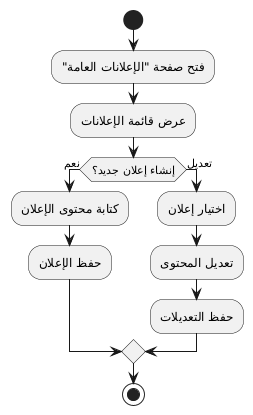 فتح صفحة "الإعلانات العامة"
عرض قائمة الإعلانات
إنشاء إعلان جديد؟
نعم
تعديل
كتابة محتوى الإعلان
حفظ الإعلان
اختيار إعلان
تعديل المحتوى
حفظ التعديلات